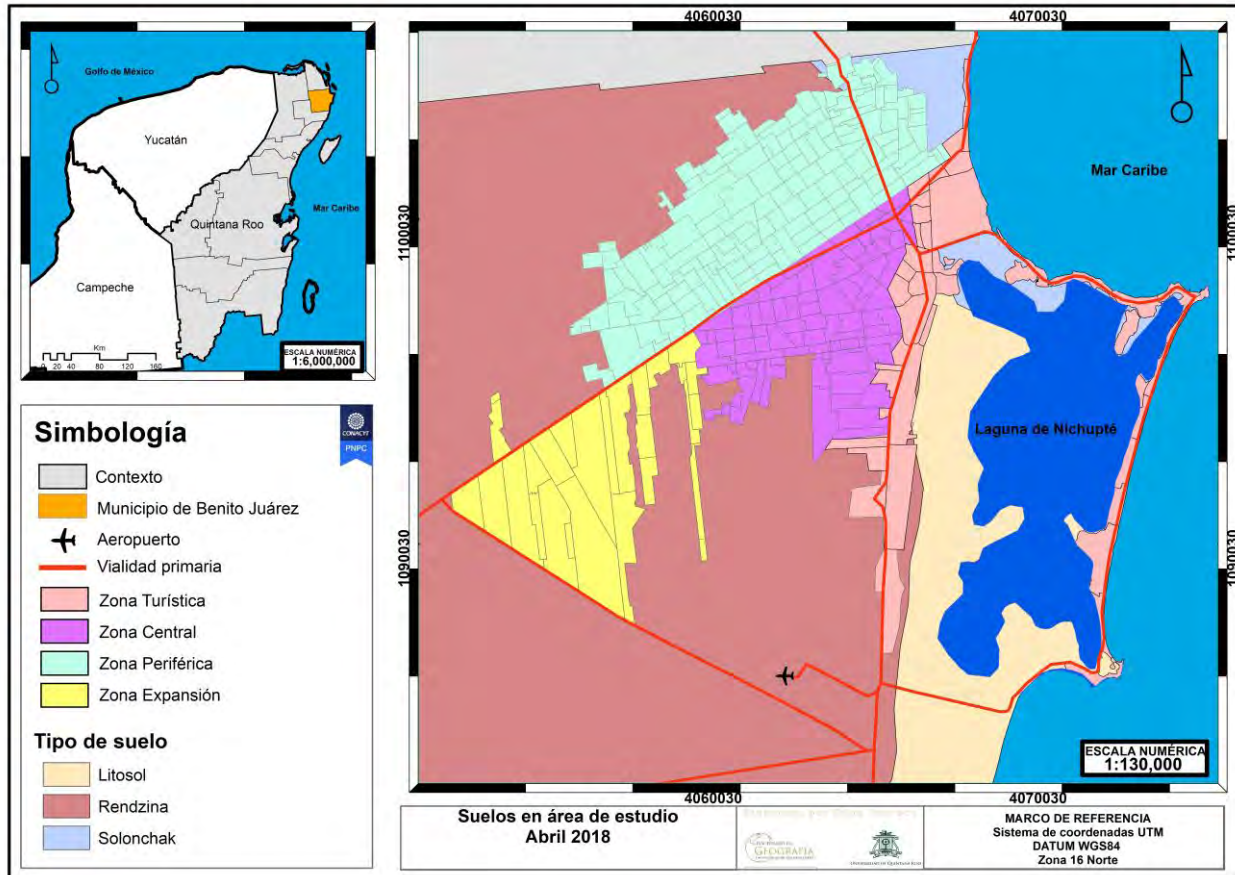 Golfo de México
Yucatán
Mar Caribe
Quintana Roo
Campeche
Km
0 20 40 80 120 160
ESCALA NUMÉRICA
1:6,000,000
Simbología
CONACYT
PNPC
Contexto
Municipio de Benito Juárez
Aeropuerto
Vialidad primaria
Zona Turística
Zona Central
Zona Periférica
Zona Expansión
Tipo de suelo
Litosol
Rendzina
Solonchak
4060030
4070030
1100030
1100030
1090030
1090030
Mar Caribe
Laguna de Nichupté
ESCALA NUMÉRICA
1:130,000
4060030
4070030
Suelos en área de estudio
Abril 2018
GEOGRAFIA
MARCO DE REFERENCIA
Sistema de coordenadas UTM
DATUM WGS84
Zona 16 Norte